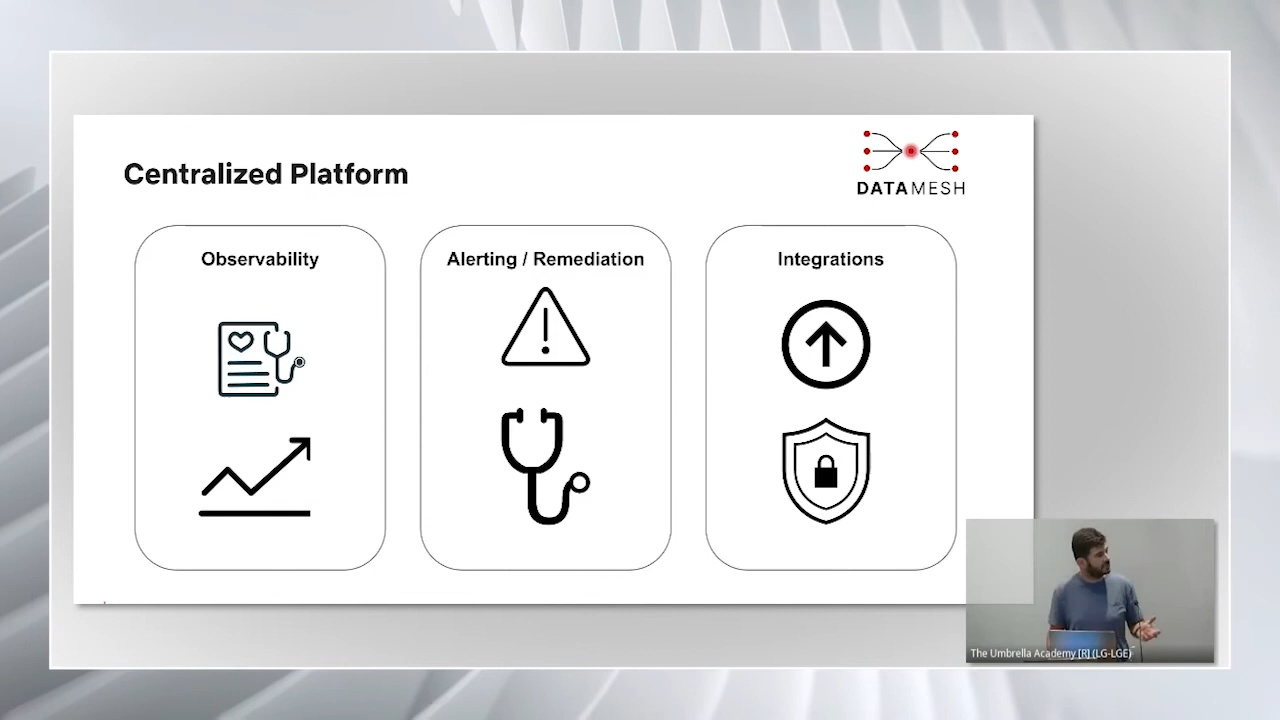 Centralized Platform
DATAMESH
Observability
Alerting / Remediation
Integrations
The Umbrella Academy [R] (LG-LGE)